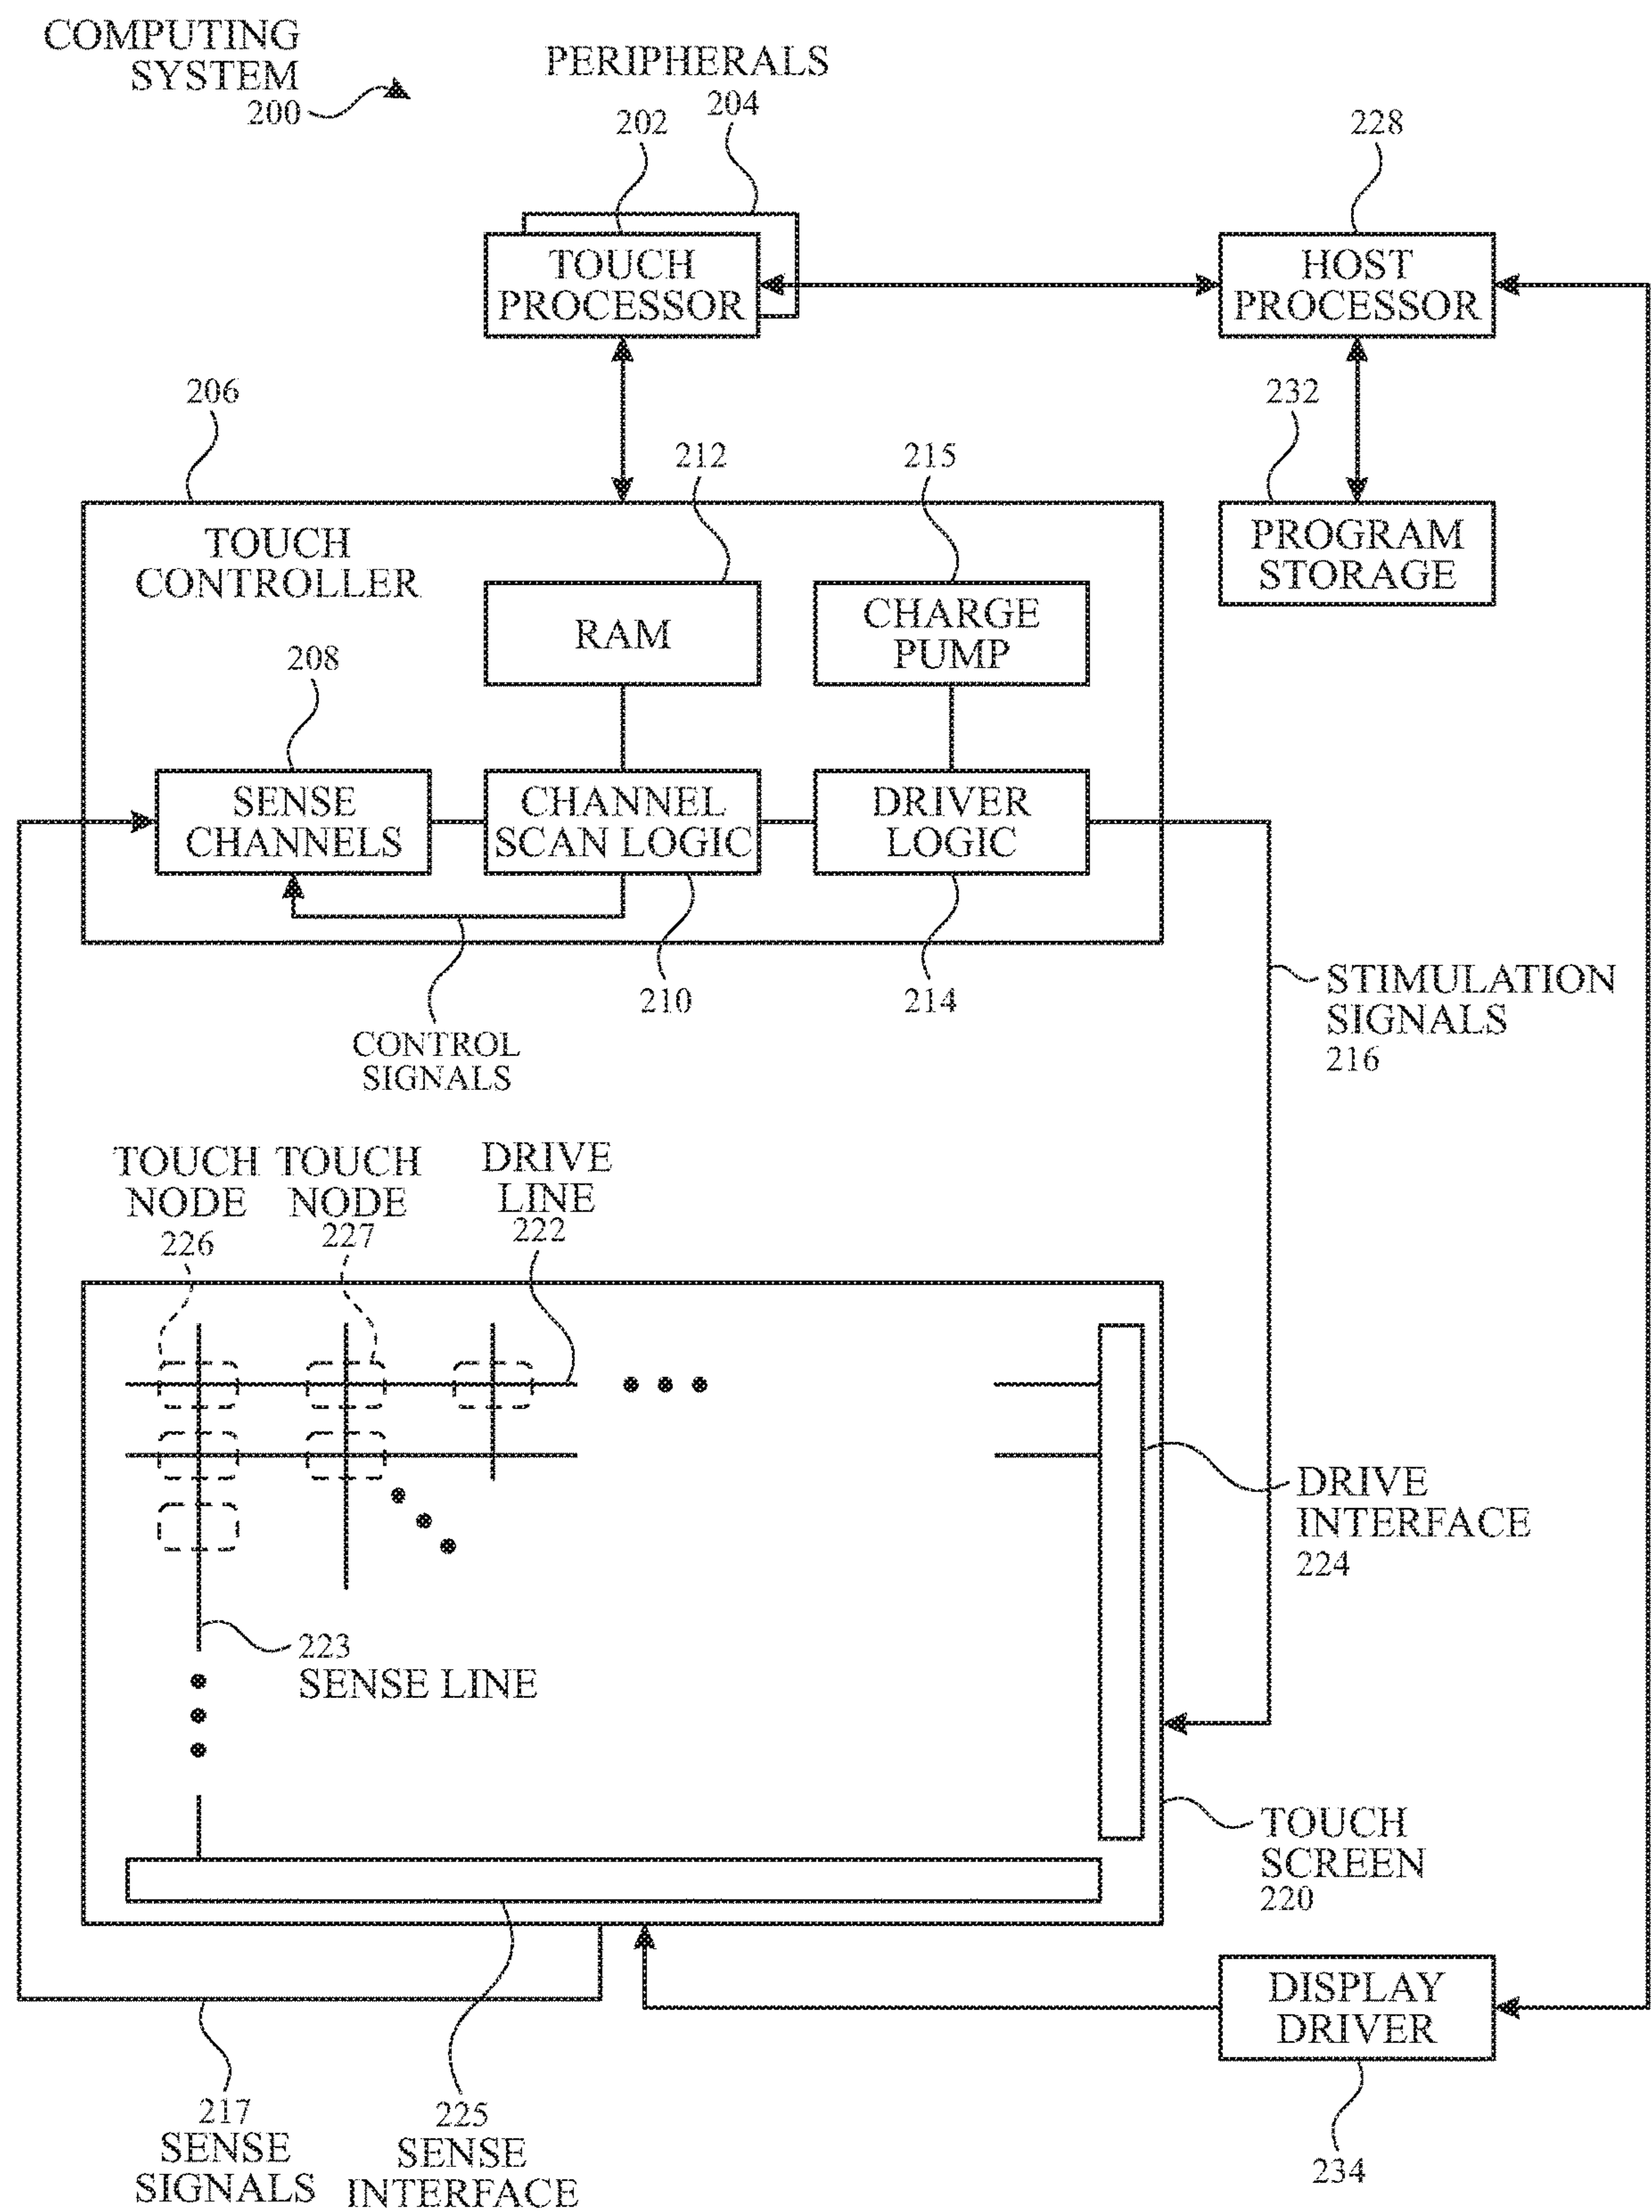 COMPUTING
SYSTEM
200
PERIPHERALS
204
202
228
TOUCH
PROCESSOR
HOST
PROCESSOR
206
212
215
232
TOUCH
CONTROLLER
RAM
CHARGE
PUMP
PROGRAM
STORAGE
208
SENSE
CHANNELS
CHANNEL
SCAN LOGIC
DRIVER
LOGIC
210
214
CONTROL
SIGNALS
STIMULATION
SIGNALS
216
TOUCH
NODE
226
TOUCH
NODE
227
DRIVE
LINE
222
DRIVE
INTERFACE
224
223
SENSE LINE
TOUCH
SCREEN
220
DISPLAY
DRIVER
234
217
SENSE
SIGNALS
225
SENSE
INTERFACE